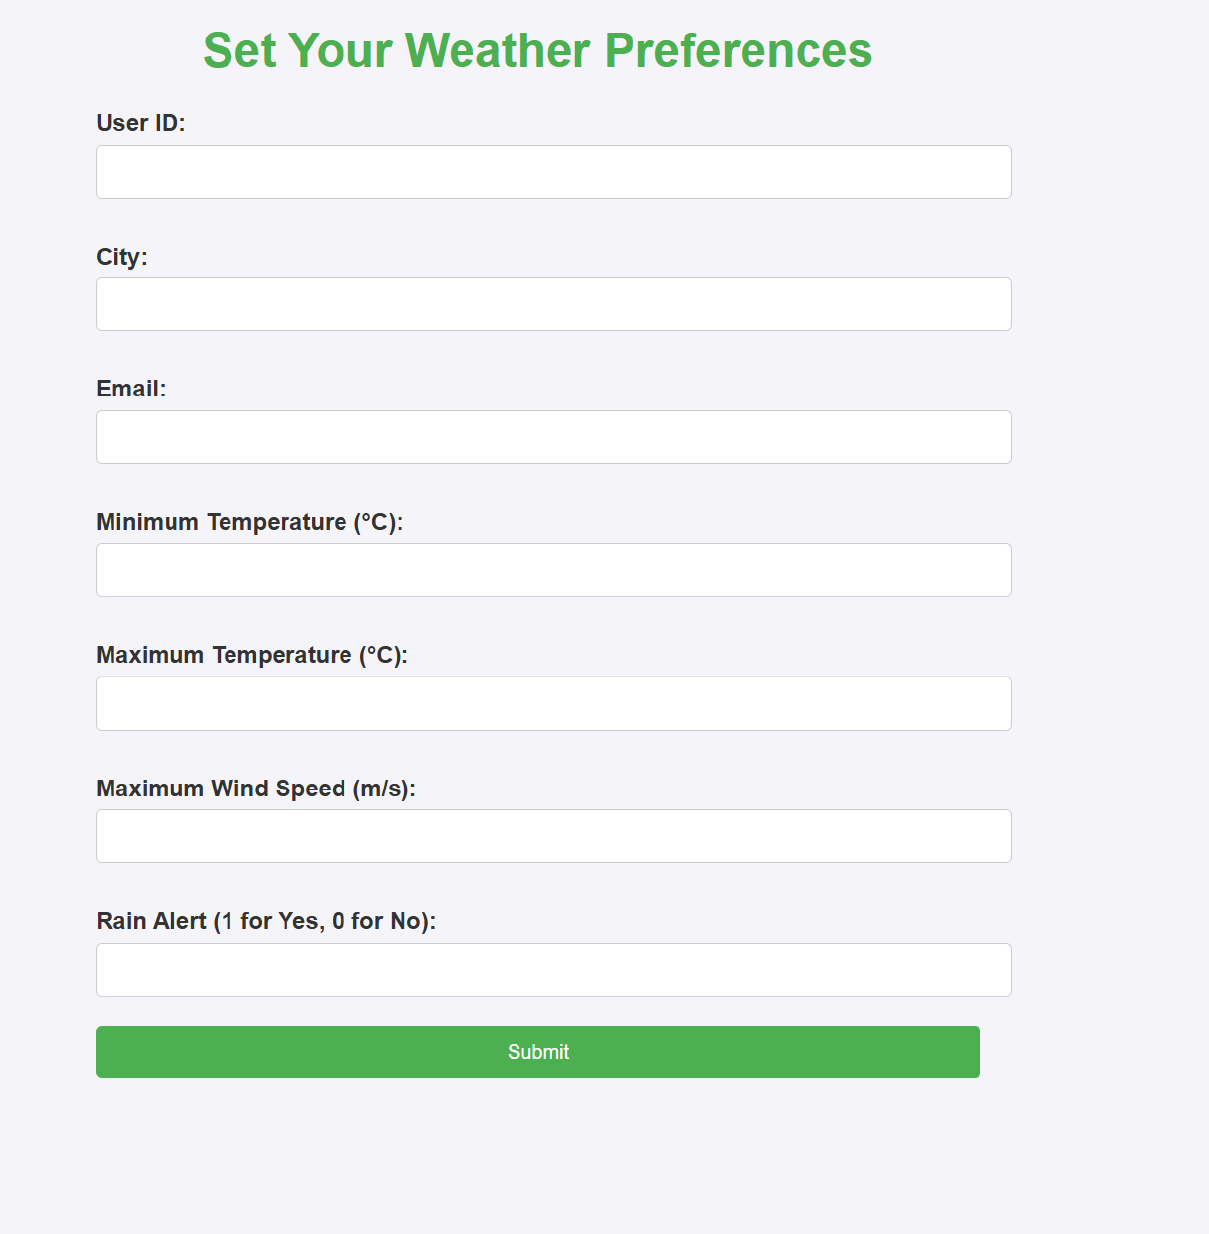 Set Your Weather Preferences
User ID:
City:
Email:
Minimum Temperature (°C):
Maximum Temperature (°C):
Maximum Wind Speed (m/s):
Rain Alert (1 for Yes, 0 for No):
Submit